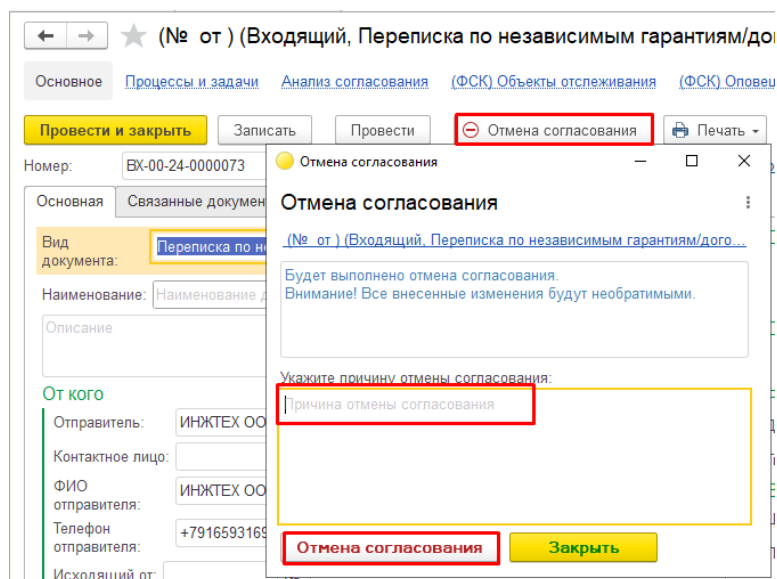 (№ от ) (Входящий, Переписка по независимым гарантиям/до
Основное Процессы и задачи Анализ согласования (ФСК) Объекты отслеживания (ФСК) Опове
Провести и закрыть Записать Провести Отмена согласования Печать
Номер: ВХ-00-24-0000073
Отмена согласования
Основная Связанные докумен
Отмена согласования
(№ от ) (Входящий, Переписка по независимым гарантиям/дого...
Вид документа: Переписка по не
Будет выполнено отмена согласования.
Внимание! Все внесенные изменения будут необратимыми.
Наименование: Наименование д
Описание
Укажите причину отмены согласования:
Причина отмены согласования
От кого
Отправитель: ИНЖТЕХ ОО
Контактное лицо:
ФИО отправителя: ИНЖТЕХ ОО
Телефон отправителя: +7916593169
Отмена согласования Закрыть
Исходящий от: